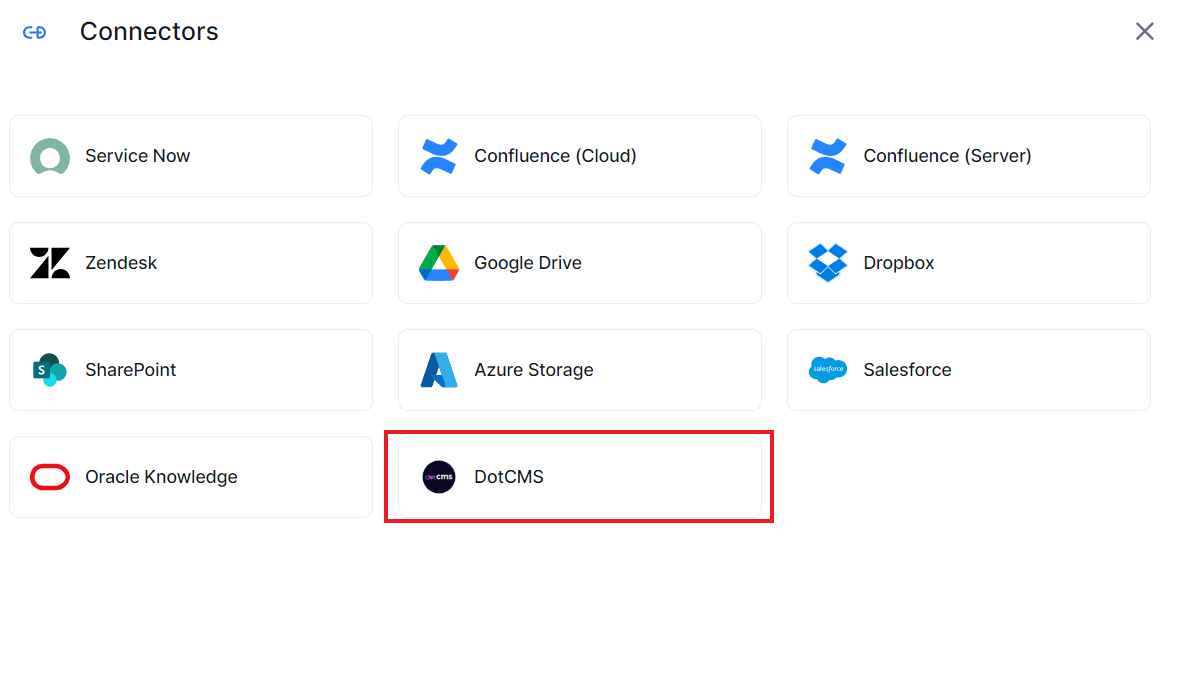 Connectors
Service Now
Confluence (Cloud)
Confluence (Server)
Zendesk
Google Drive
Dropbox
S
SharePoint
Azure Storage
salesforce
Salesforce
Oracle Knowledge
dotcms
DotCMS